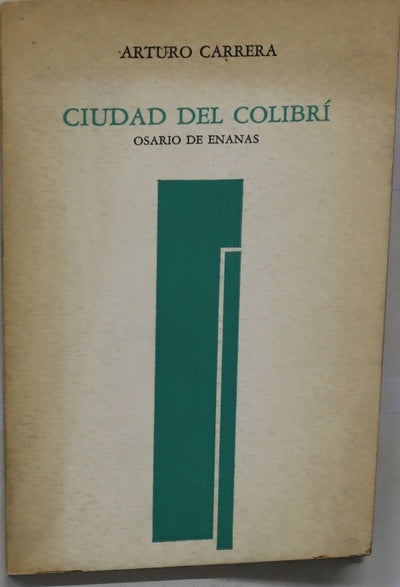 ARTURO CARRERA
CIUDAD DEL COLIBRÍ
OSARIO DE ENANAS